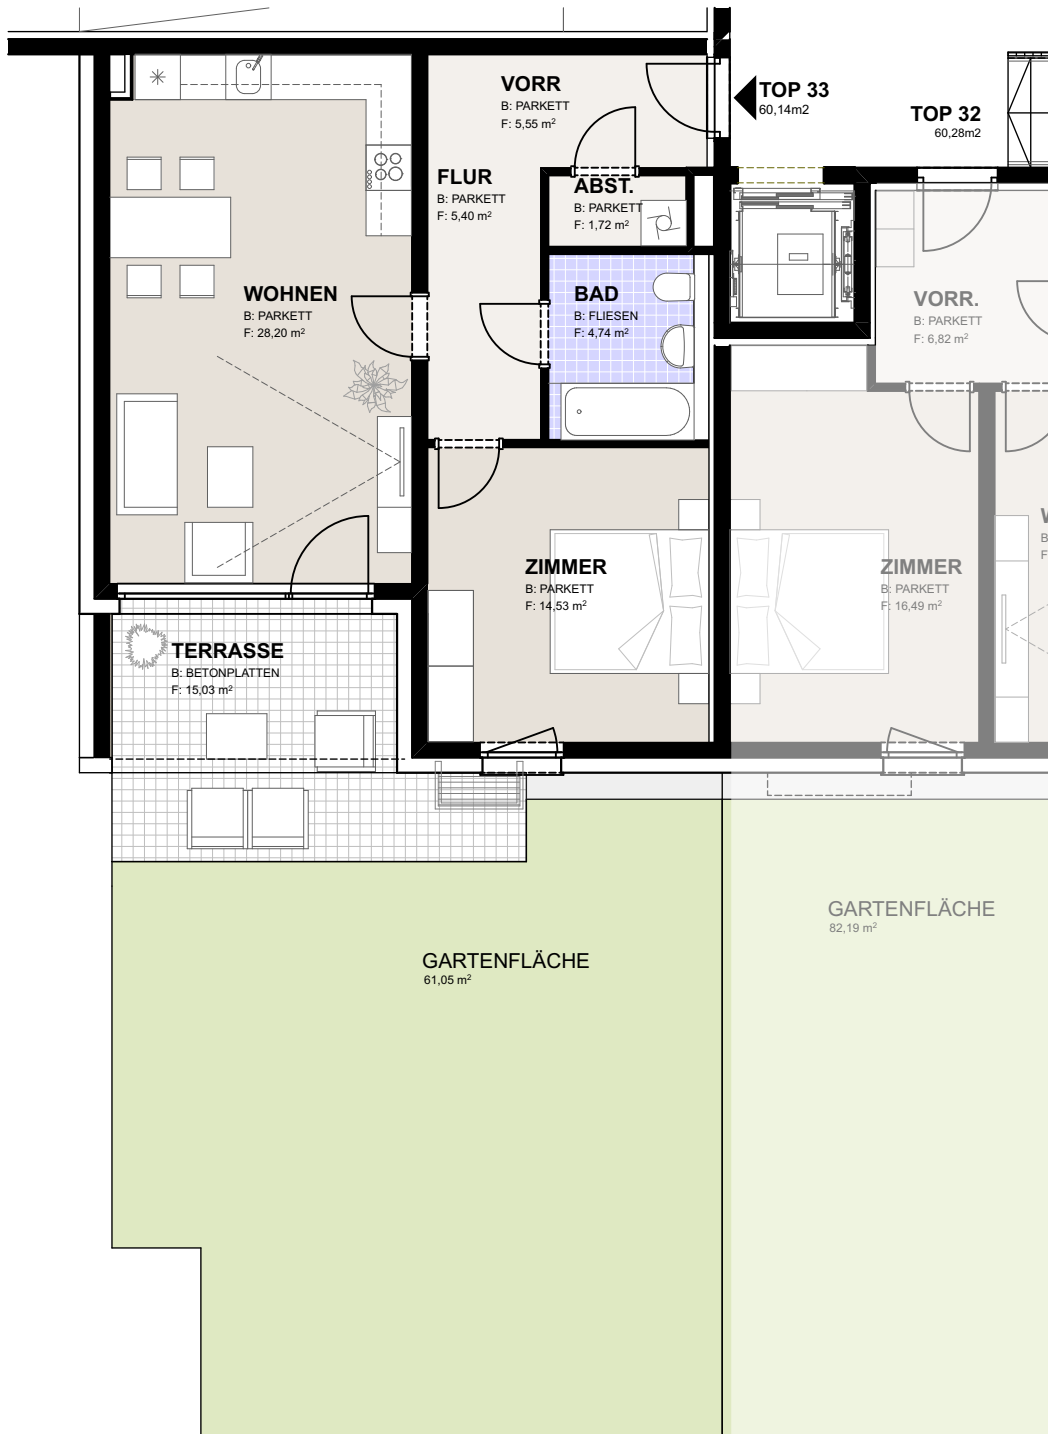 VORR
B: PARKETT
F: 5,55 m²
TOP 33
60,14m2
TOP 32
60,28m2
FLUR
B: PARKETT
F: 5,40 m²
ABST.
B: PARKETT
F: 1,72 m²
WOHNEN
B: PARKETT
F: 28,20 m²
BAD
B: FLIESEN
F: 4,74 m²
VORR.
B: PARKETT
F: 6,82 m²
ZIMMER
B: PARKETT
F: 14,53 m²
ZIMMER
B: PARKETT
F: 16,49 m²
TERRASSE
B: BETONPLATTEN
F: 15,03 m²
GARTENFLÄCHE
61,05 m²
GARTENFLÄCHE
82,19 m²